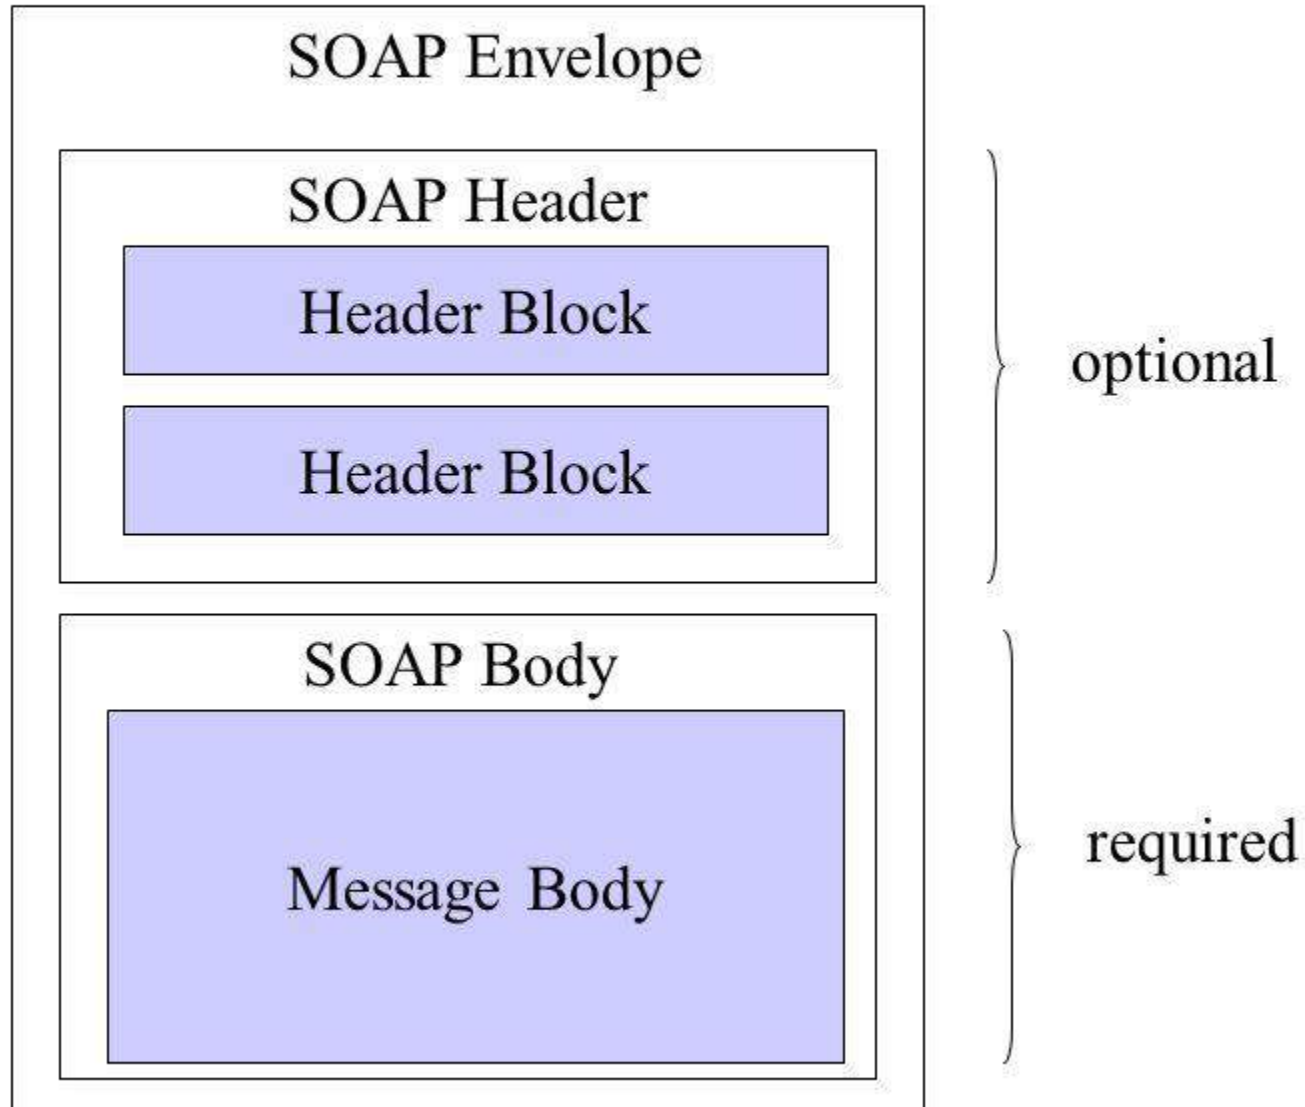 SOAP Envelope
SOAP Header
Header Block
Header Block
optional
SOAP Body
Message Body
required